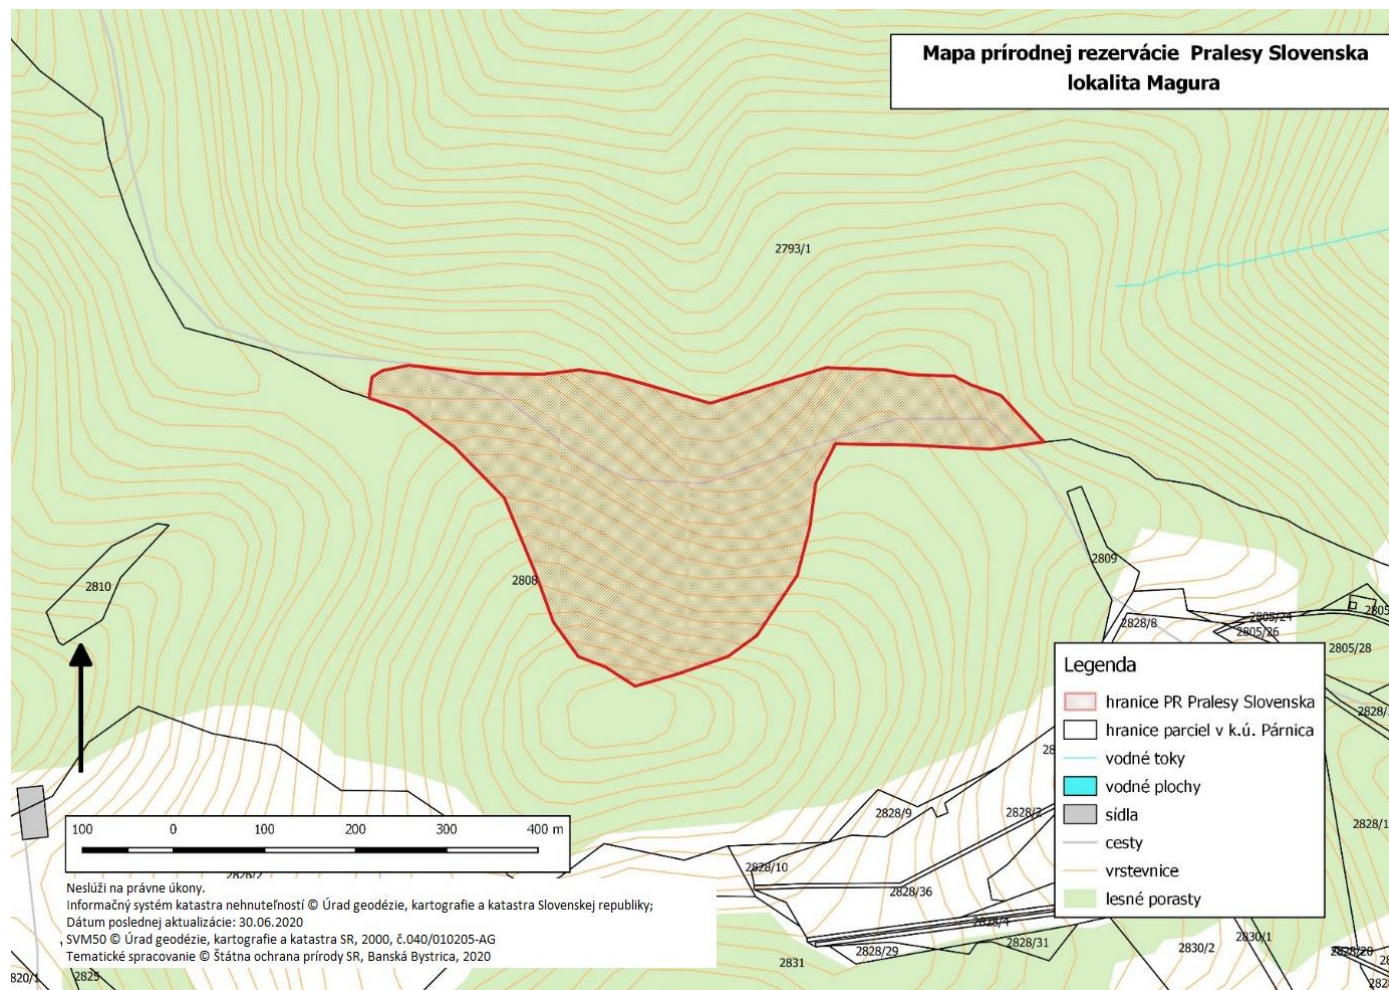 Mapa prírodnej rezervácie Pralesy Slovenska
lokalita Magura
2793/1
2810
2808
2809
2828/8
2805/24
2805/26
2805/28
Legenda
hranice PR Pralesy Slovenska
hranice parciel v k.ú. Párnica
vodné toky
vodné plochy
sídla
cesty
vrstevnice
lesné porasty
2828/9
2828/2
2828/10
2828/36
2828/4
2828/31
2828/29
2831
2830/2
2830/1
100 0 100 200 300 400 m
Neslúži na právne úkony.
Informačný systém katastra nehnuteľností © Úrad geodézie, kartografie a katastra Slovenskej republiky;
Dátum poslednej aktualizácie: 30.06.2020
SVM50 © Úrad geodézie, kartografie a katastra SR, 2000, č.040/010205-AG
Tematické spracovanie © Štátna ochrana prírody SR, Banská Bystrica, 2020
2825